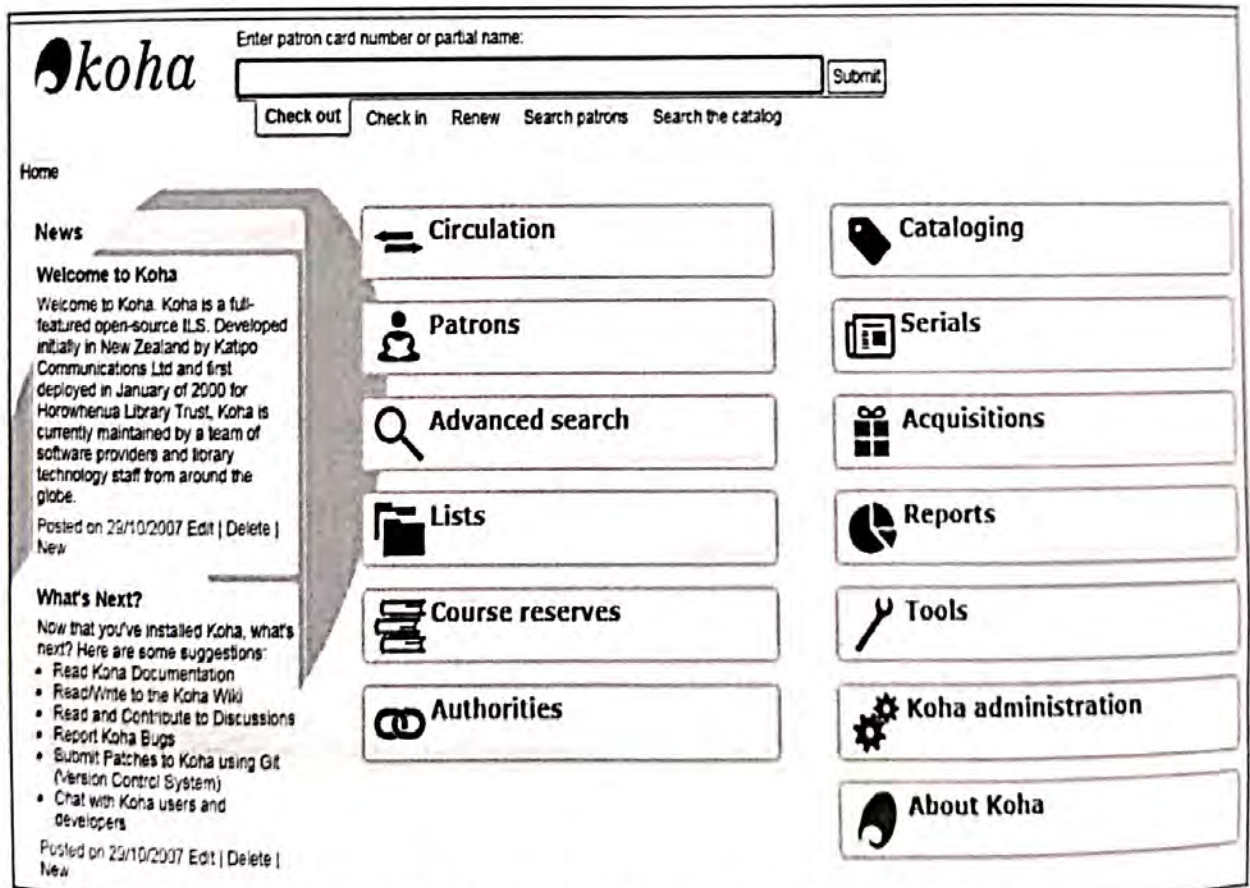 koha
Enter patron card number or partial name:
Submit
Check out Check in Renew Search patrons Search the catalog
Home
News
Welcome to Koha
Welcome to Koha. Koha is a full-
featured open-source ILS. Developed
initially in New Zealand by Katipo
Communications Ltd and first
deployed in January of 2000 for
Horowhenua Library Trust, Koha is
currently maintained by a team of
software providers and library
technology staff from around the
globe.
Posted on 29/10/2007 Edit | Delete |
New
What's Next?
Now that you've installed Koha, what's
next? Here are some suggestions:
• Read Koha Documentation
• Read/Write to the Koha Wiki
• Read and Contribute to Discussions
• Report Koha Bugs
• Submit Patches to Koha using Git
(Version Control System)
• Chat with Koha users and
developers
Posted on 29/10/2007 Edit | Delete |
New
Circulation
Patrons
Advanced search
Lists
Course reserves
Authorities
Cataloging
Serials
Acquisitions
Reports
Tools
Koha administration
About Koha